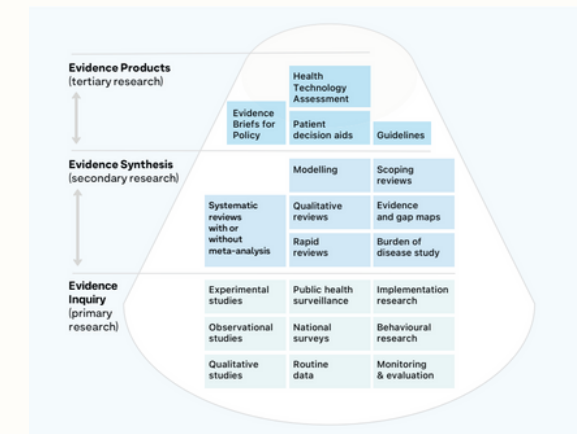 Evidence Products
(tertiary research)
Health
Technology
Assessment
Evidence
Briefs for
Policy
Patient
decision aids
Guidelines
Evidence Synthesis
(secondary research)
Modelling
Scoping
reviews
Systematic
reviews
with or
without
meta-analysis
Qualitative
reviews
Evidence
and gap maps
Rapid
reviews
Burden of
disease study
Evidence
Inquiry
(primary
research)
Experimental
studies
Public health
surveillance
Implementation
research
Observational
studies
National
surveys
Behavioural
research
Qualitative
studies
Routine
data
Monitoring
& evaluation